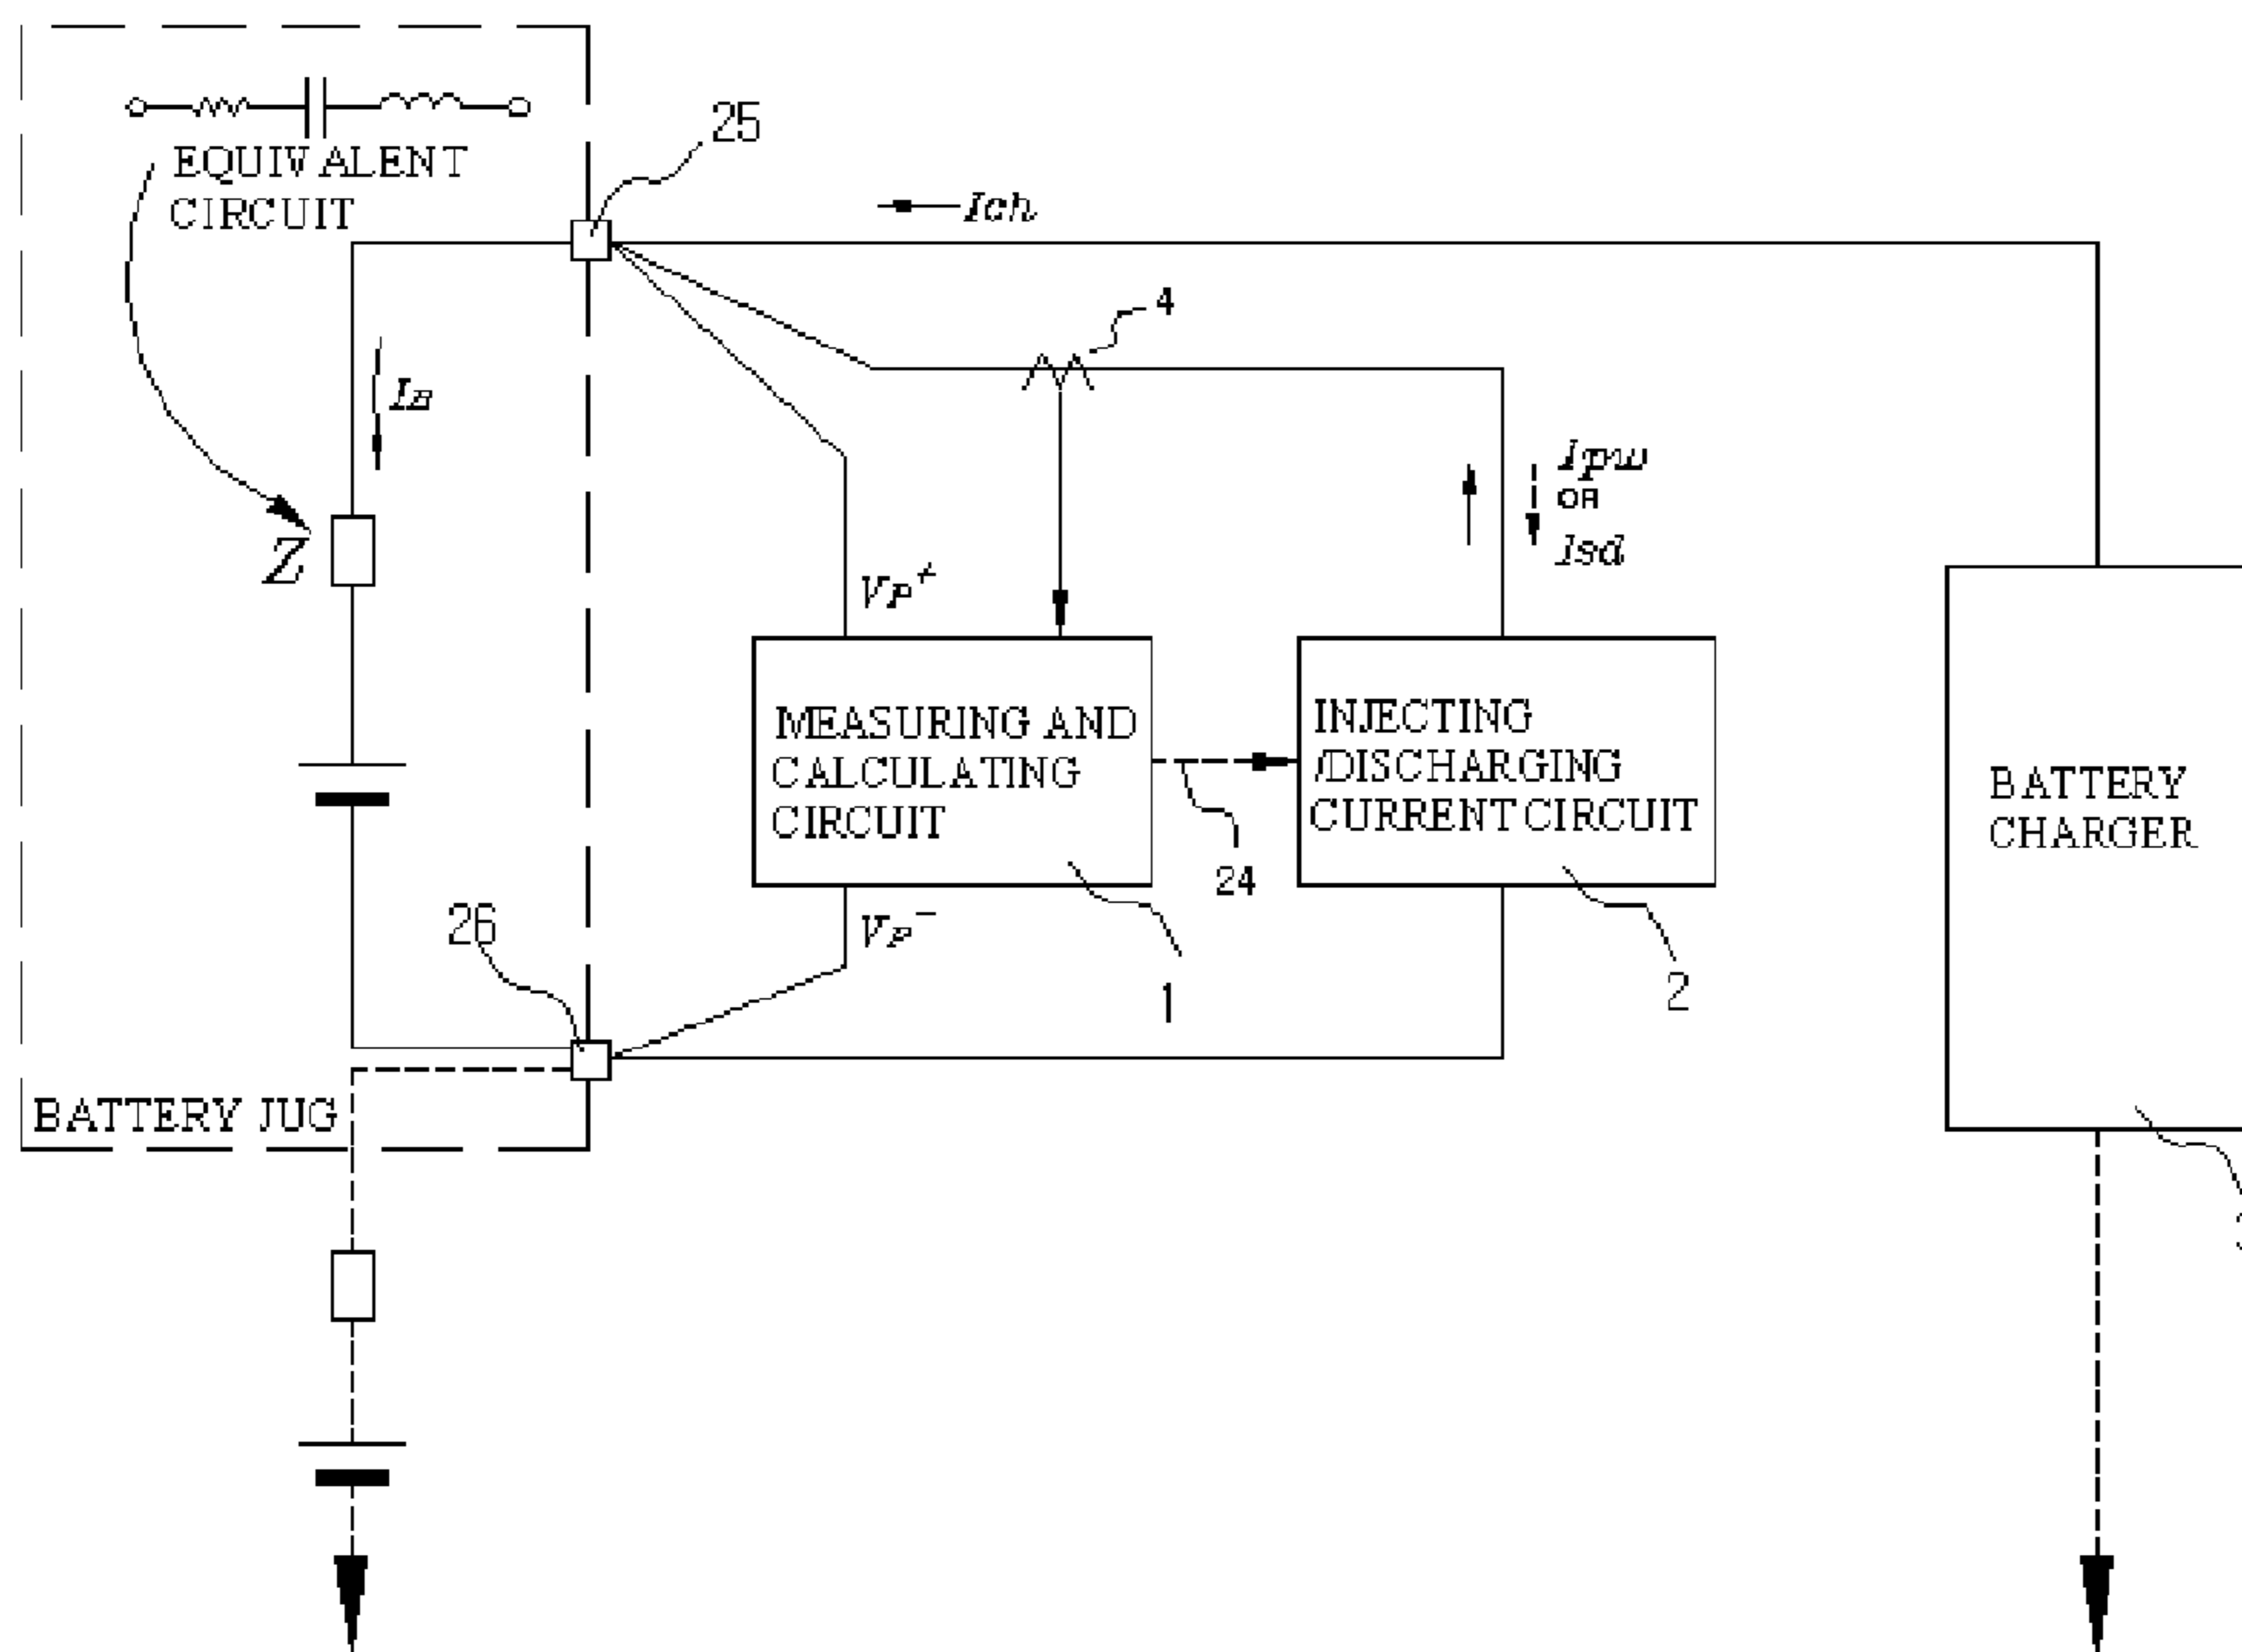 EQUIVALENT
CIRCUIT
25
Ich
4
IB
Ipw
OR
Isd
Z
VP+
MEASURING AND
CALCULATING
CIRCUIT
INJECTING
/DISCHARGING
CURRENT CIRCUIT
BATTERY
CHARGER
24
26
VP−
1
2
BATTERY JUG